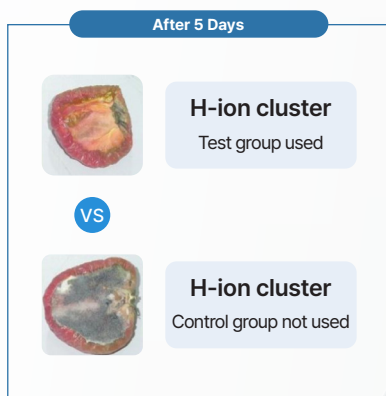 After 5 Days
H-ion cluster
Test group used
VS
H-ion cluster
Control group not used